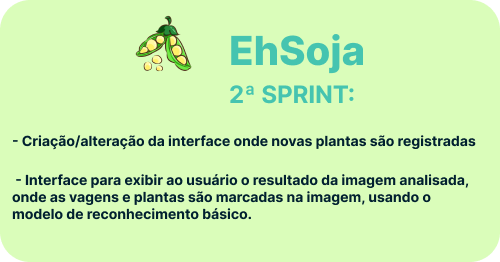 EhSoja
2ª SPRINT:
- Criação/alteração da interface onde novas plantas são registradas
- Interface para exibir ao usuário o resultado da imagem analisada,
onde as vagens e plantas são marcadas na imagem, usando o
modelo de reconhecimento básico.